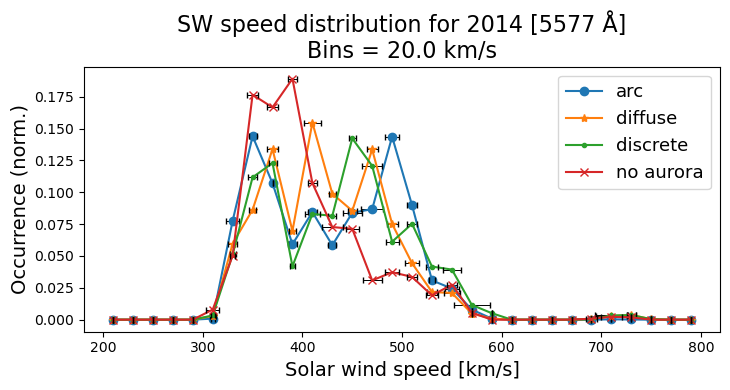 SW speed distribution for 2014 [5577 Å]
Bins = 20.0 km/s
Occurrence (norm.)
0.175
0.150
0.125
0.100
0.075
0.050
0.025
0.000
arc
diffuse
discrete
no aurora
200
300
400
500
600
700
800
Solar wind speed [km/s]